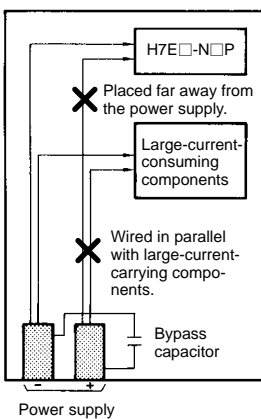 H7E□-N□P
Placed far away from
the power supply.
Large-current-
consuming
components
Wired in parallel
with large-current-
carrying compo-
nents.
Bypass
capacitor
− +
Power supply